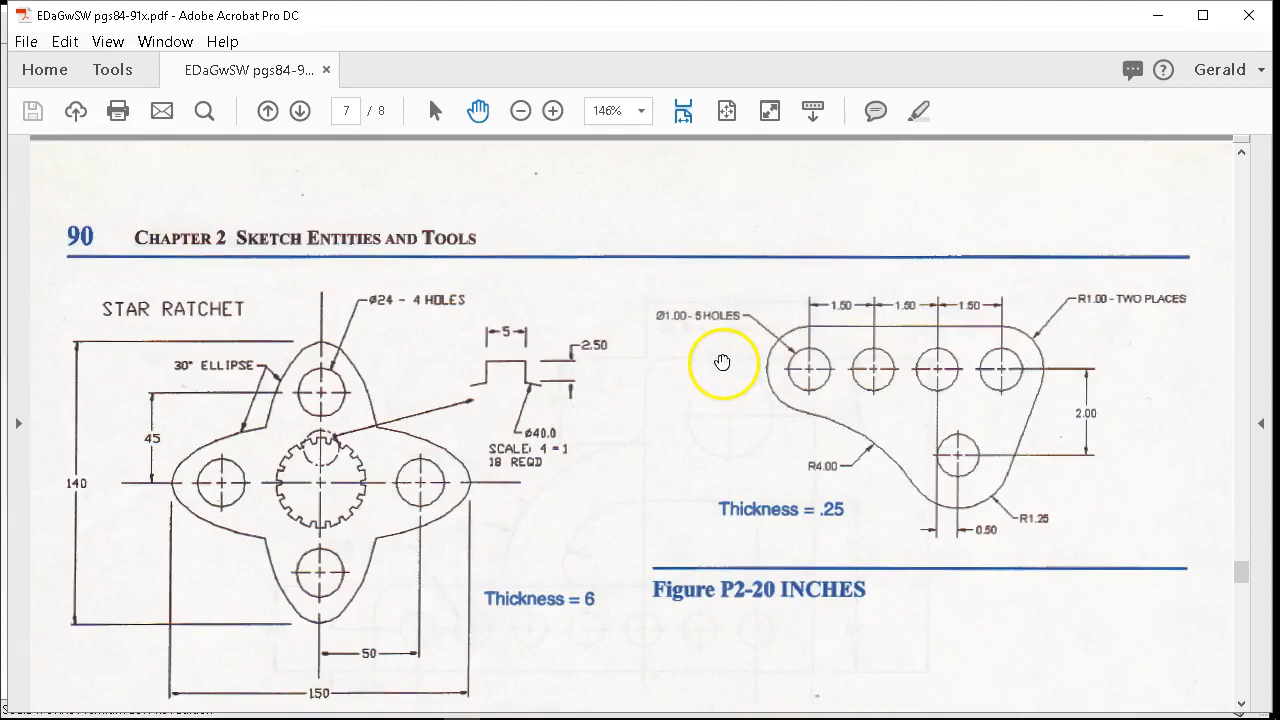 EDaGwSW pgs84-91x.pdf - Adobe Acrobat Pro DC
File Edit View Window Help
Home Tools EDaGwSW pgs84-9... × Gerald
7 / 8 146%
90 CHAPTER 2 SKETCH ENTITIES AND TOOLS
STAR RATCHET
Ø24 - 4 HOLES
30° ELLIPSE
5
2.50
45
140
Ø40.0
SCALE: 4 = 1
18 REQD
Thickness = 6
50
150
1.50 1.50 1.50
R1.00 - TWO PLACES
Ø1.00 - 5 HOLES
2.00
R4.00
Thickness = .25
R1.25
0.50
Figure P2-20 INCHES